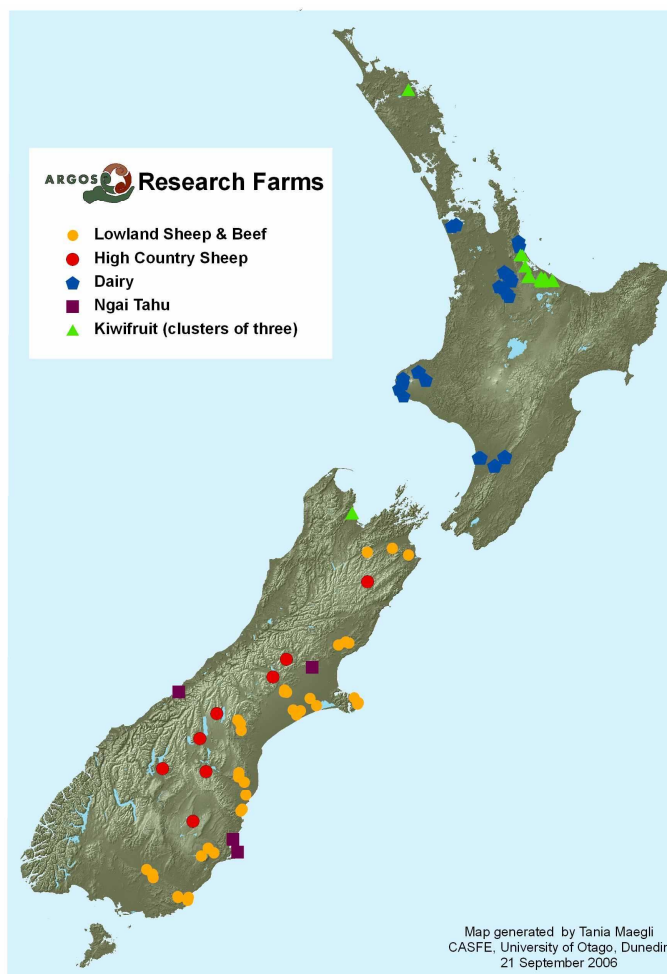 ARGOS Research Farms
Lowland Sheep & Beef
High Country Sheep
Dairy
Ngai Tahu
Kiwifruit (clusters of three)
Map generated by Tania Maegli
CASFE, University of Otago, Dunedin
21 September 2006